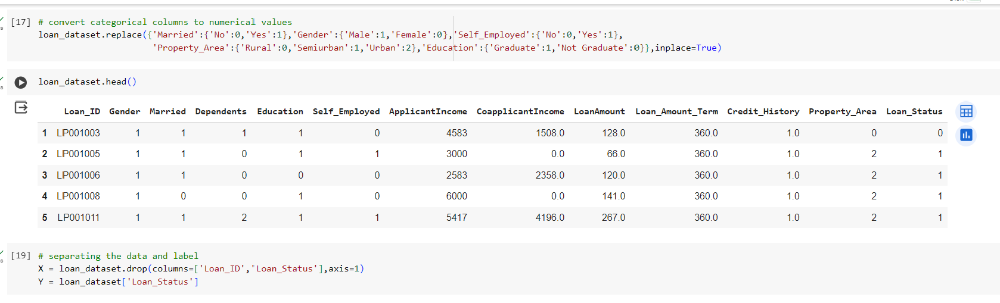 [17] # convert categorical columns to numerical values
loan_dataset.replace({'Married':{'No':0,'Yes':1},'Gender':{'Male':1,'Female':0},'Self_Employed':{'No':0,'Yes':1},
'Property_Area':{'Rural':0,'Semiurban':1,'Urban':2},'Education':{'Graduate':1,'Not Graduate':0}},inplace=True)
loan_dataset.head()
Loan_ID Gender Married Dependents Education Self_Employed ApplicantIncome CoapplicantIncome LoanAmount Loan_Amount_Term Credit_History Property_Area Loan_Status
1 LP001003 1 1 1 1 0 4583 1508.0 128.0 360.0 1.0 0 0
2 LP001005 1 1 0 1 1 3000 0.0 66.0 360.0 1.0 2 1
3 LP001006 1 1 0 0 0 2583 2358.0 120.0 360.0 1.0 2 1
4 LP001008 1 0 0 1 0 6000 0.0 141.0 360.0 1.0 2 1
5 LP001011 1 1 2 1 1 5417 4196.0 267.0 360.0 1.0 2 1
[19] # separating the data and label
X = loan_dataset.drop(columns=['Loan_ID','Loan_Status'],axis=1)
Y = loan_dataset['Loan_Status']